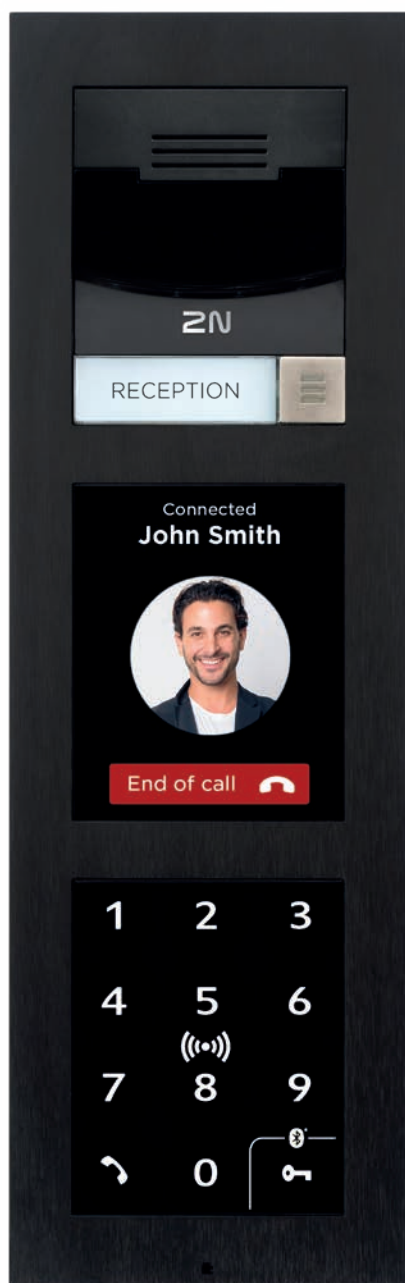 2N
RECEPTION
Connected
John Smith
End of call
1 2 3
4 5 6
7 8 9
0